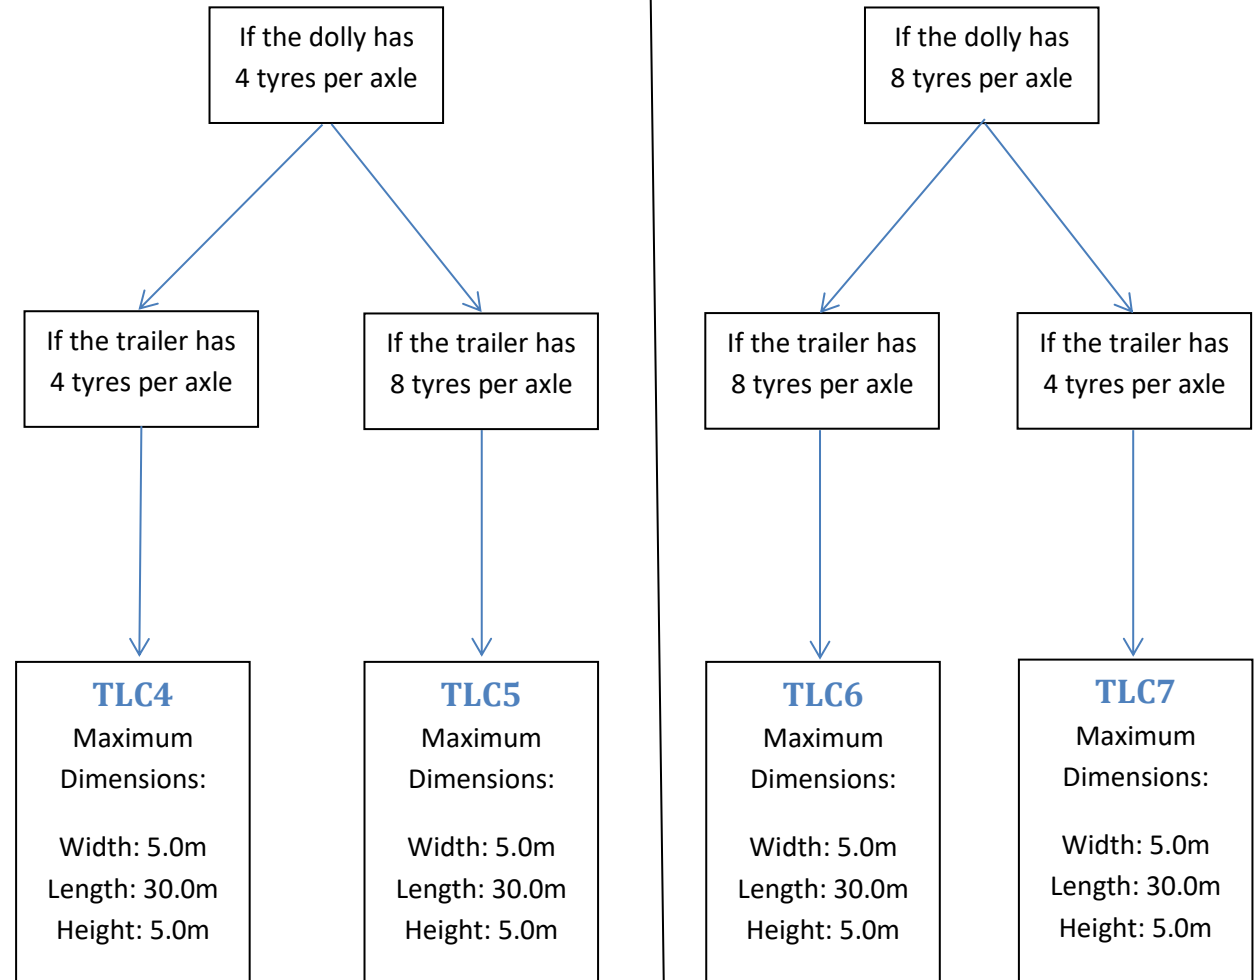 If the dolly has
4 tyres per axle
If the dolly has
8 tyres per axle
If the trailer has
4 tyres per axle
If the trailer has
8 tyres per axle
If the trailer has
8 tyres per axle
If the trailer has
4 tyres per axle
TLC4
Maximum
Dimensions:
Width: 5.0m
Length: 30.0m
Height: 5.0m
TLC5
Maximum
Dimensions:
Width: 5.0m
Length: 30.0m
Height: 5.0m
TLC6
Maximum
Dimensions:
Width: 5.0m
Length: 30.0m
Height: 5.0m
TLC7
Maximum
Dimensions:
Width: 5.0m
Length: 30.0m
Height: 5.0m